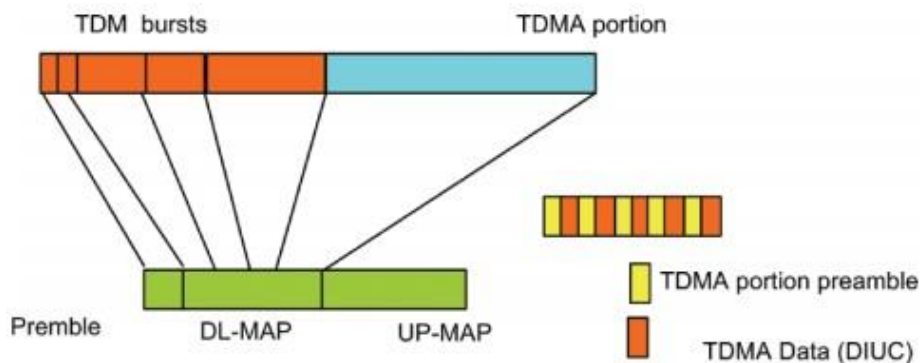 TDM bursts
TDMA portion
TDMA portion preamble
Premble
DL-MAP
UP-MAP
TDMA Data (DIUC)